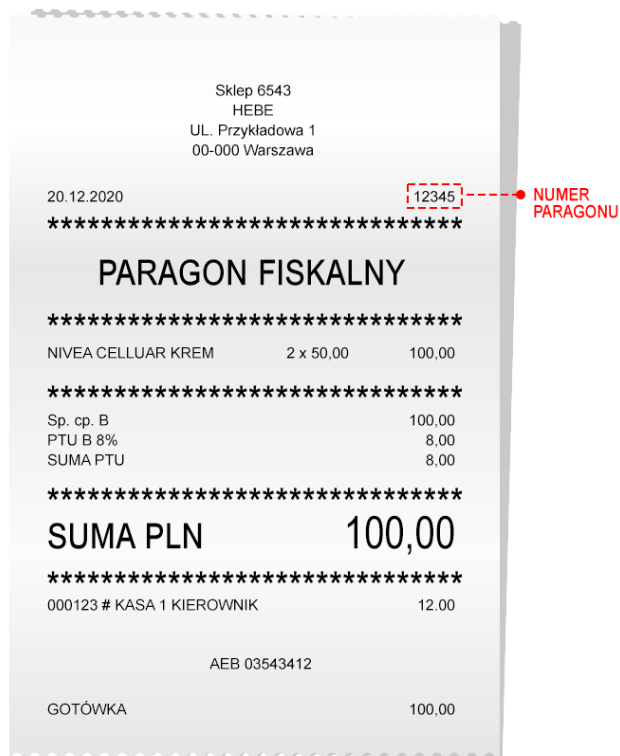 Sklep 6543
HEBE
UL. Przykładowa 1
00-000 Warszawa
20.12.2020 12345
NUMER
PARAGONU
*******************************
PARAGON FISKALNY
*******************************
NIVEA CELLUAR KREM 2 x 50,00 100,00
*******************************
Sp. cp. B 100,00
PTU B 8% 8,00
SUMA PTU 8,00
*******************************
SUMA PLN 100,00
*******************************
000123 # KASA 1 KIEROWNIK 12.00
AEB 03543412
GOTÓWKA 100,00